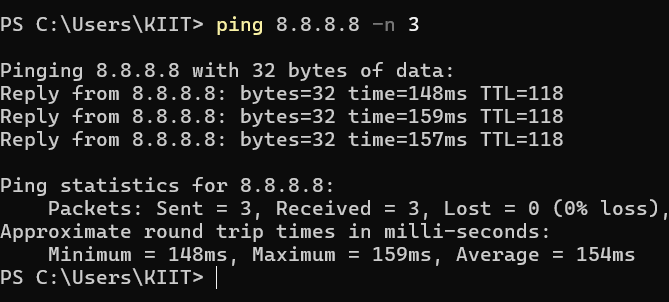 PS C:\Users\KIIT> ping 8.8.8.8 -n 3
Pinging 8.8.8.8 with 32 bytes of data:
Reply from 8.8.8.8: bytes=32 time=148ms TTL=118
Reply from 8.8.8.8: bytes=32 time=159ms TTL=118
Reply from 8.8.8.8: bytes=32 time=157ms TTL=118
Ping statistics for 8.8.8.8:
    Packets: Sent = 3, Received = 3, Lost = 0 (0% loss),
Approximate round trip times in milli-seconds:
    Minimum = 148ms, Maximum = 159ms, Average = 154ms
PS C:\Users\KIIT>